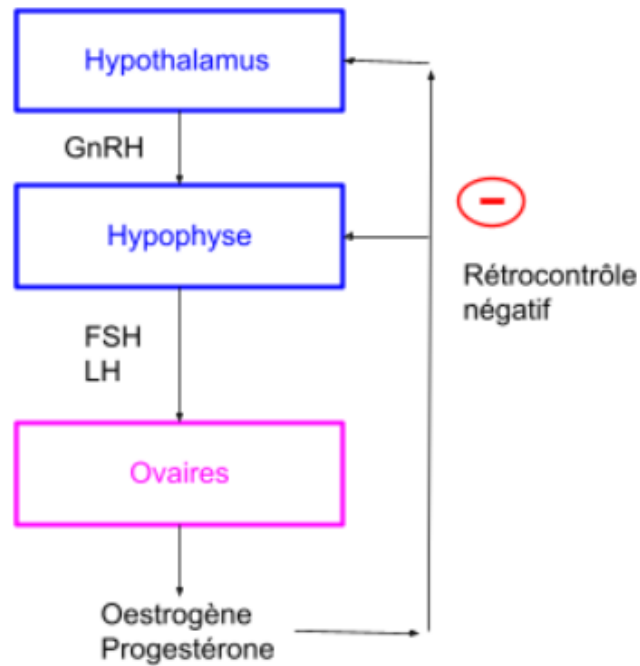 Hypothalamus
GnRH
Hypophyse
−
Rétrocontrôle
négatif
FSH
LH
Ovaires
Oestrogène
Progestérone